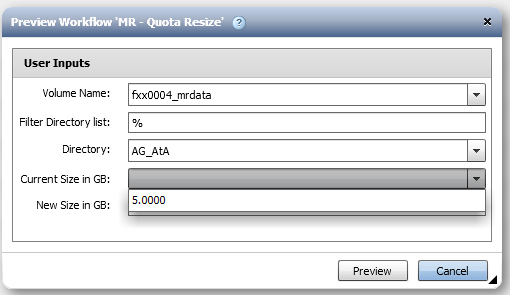 Preview Workflow 'MR - Quota Resize' ?
User Inputs
Volume Name: fxx0004_mrdata
Filter Directory list: %
Directory: AG_AtA
Current Size in GB:
5.0000
New Size in GB:
Preview Cancel